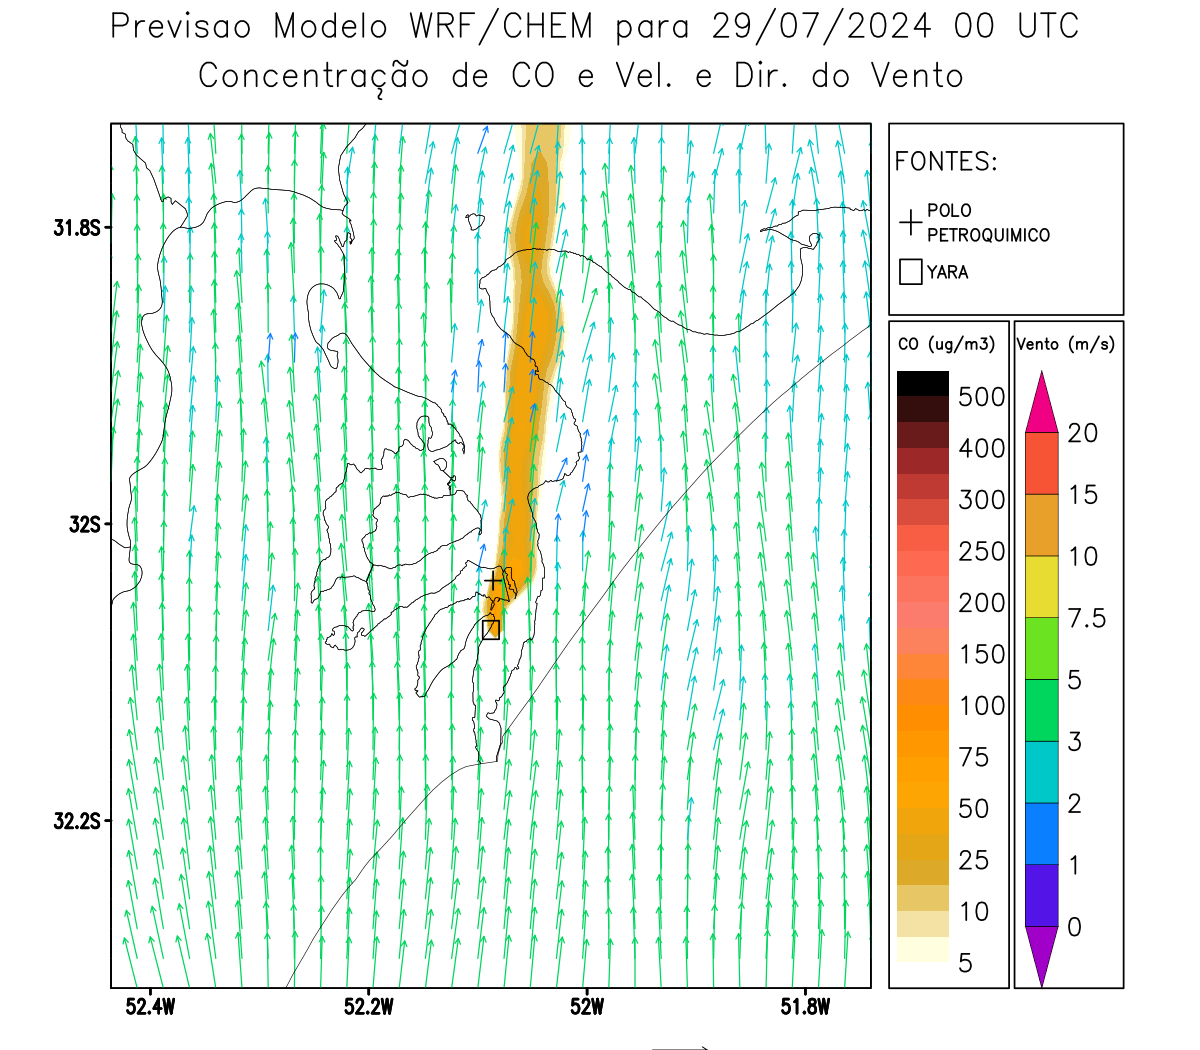 Previsao Modelo WRF/CHEM para 29/07/2024 00 UTC
Concentração de CO e Vel. e Dir. do Vento
FONTES:
POLO
PETROQUIMICO
YARA
CO (ug/m3)
500
400
300
250
200
150
100
75
50
25
10
5
Vento (m/s)
20
15
10
7.5
5
3
2
1
0
31.8S
32S
32.2S
52.4W
52.2W
52W
51.8W